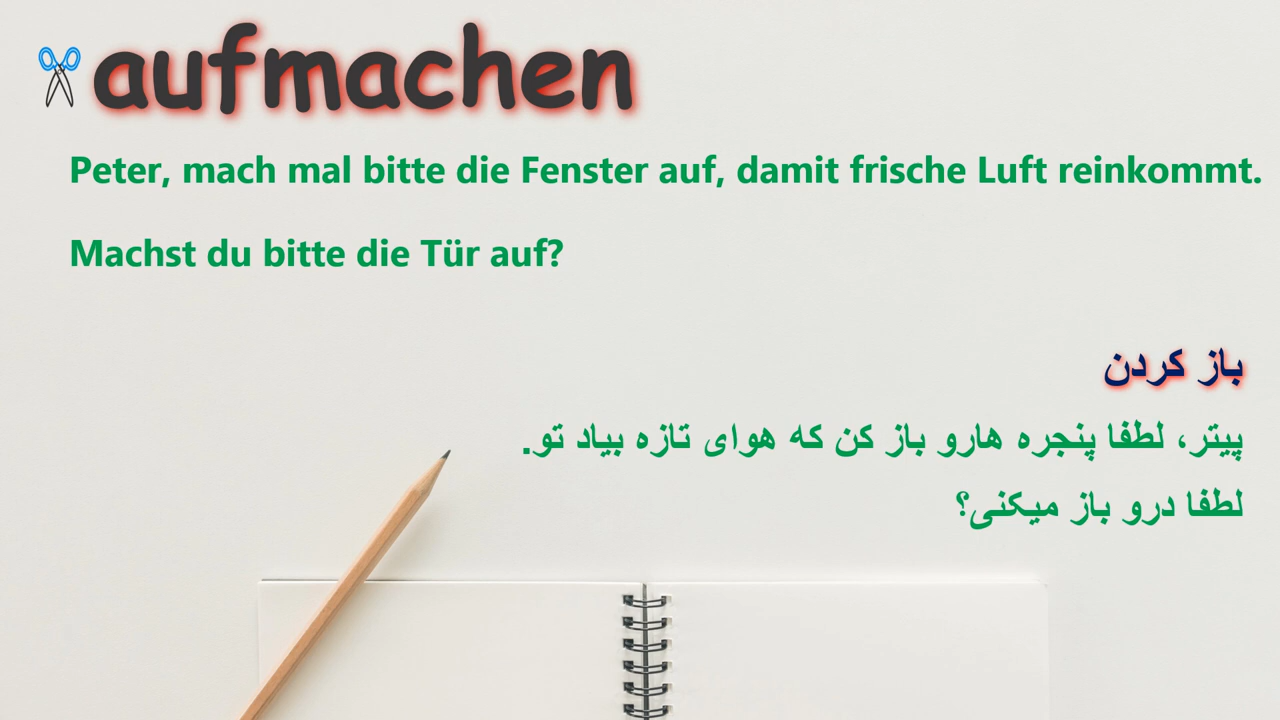 aufmachen
Peter, mach mal bitte die Fenster auf, damit frische Luft reinkommt.
Machst du bitte die Tür auf?
باز کردن
پیتر، لطفا پنجره هارو باز کن که هوای تازه بیاد تو.
لطفا درو باز میکنی؟